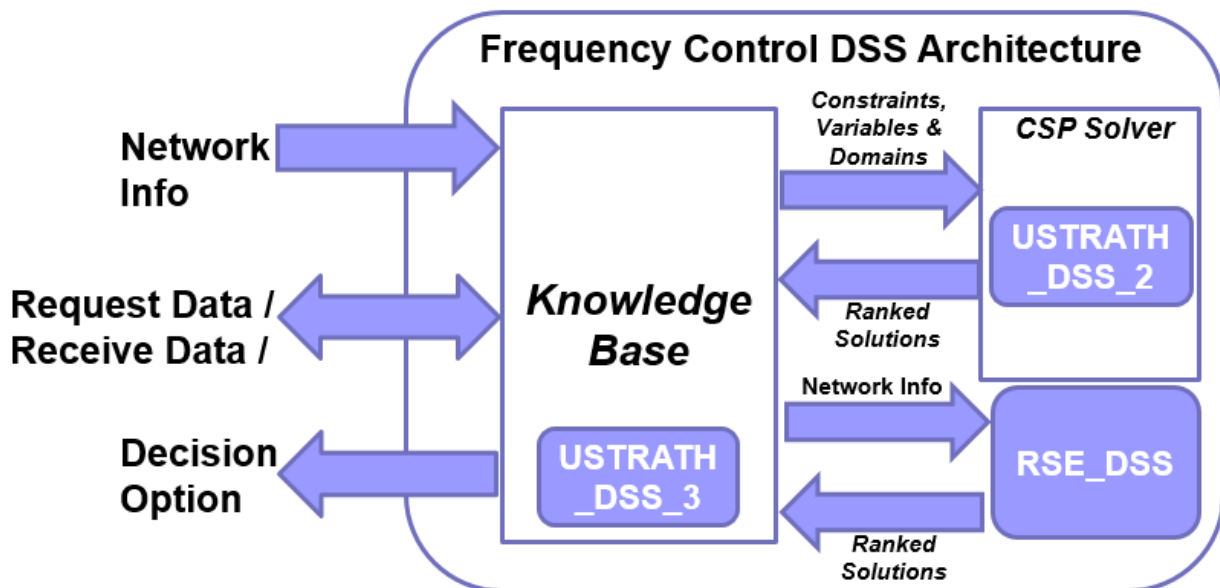 Frequency Control DSS Architecture
Network
Info
Request Data /
Receive Data /
Decision
Option
Knowledge
Base
USTRATH
_DSS_3
Constraints,
Variables &
Domains
Ranked
Solutions
Network Info
Ranked
Solutions
CSP Solver
USTRATH
_DSS_2
RSE_DSS